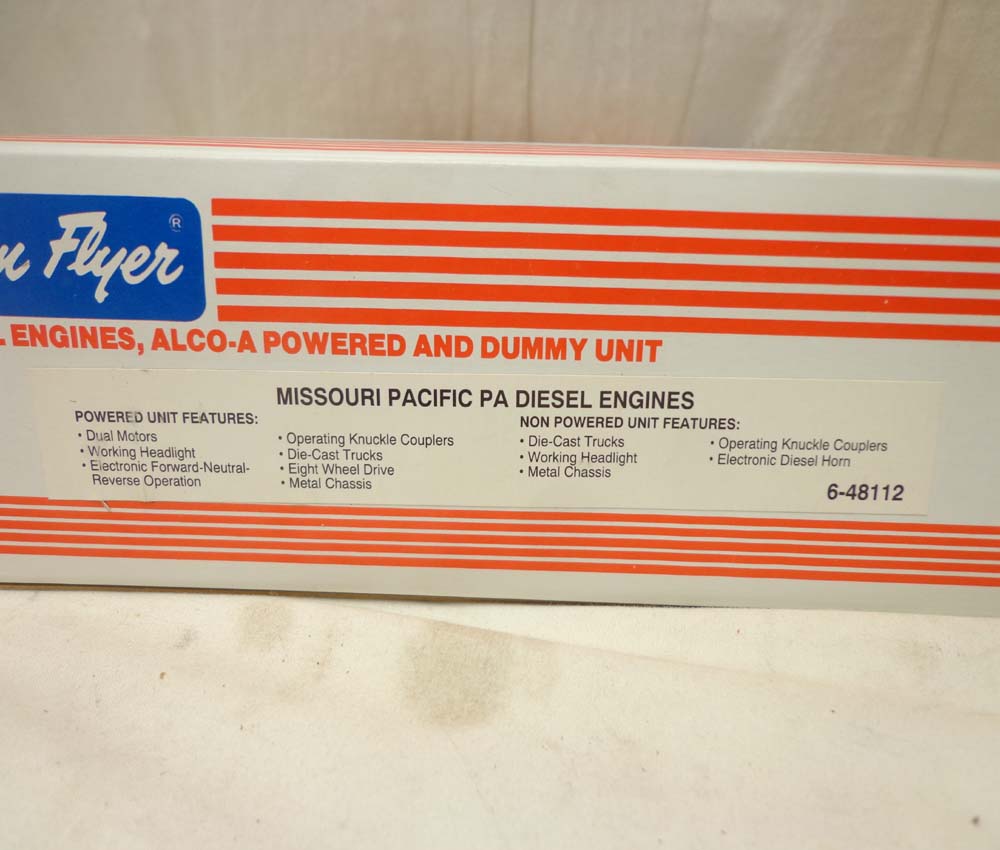 n Flyer ®
ENGINES, ALCO-A POWERED AND DUMMY UNIT
MISSOURI PACIFIC PA DIESEL ENGINES
POWERED UNIT FEATURES:
• Dual Motors
• Working Headlight
• Electronic Forward-Neutral-
Reverse Operation
• Operating Knuckle Couplers
• Die-Cast Trucks
• Eight Wheel Drive
• Metal Chassis
NON POWERED UNIT FEATURES:
• Die-Cast Trucks
• Working Headlight
• Metal Chassis
• Operating Knuckle Couplers
• Electronic Diesel Horn
6-48112